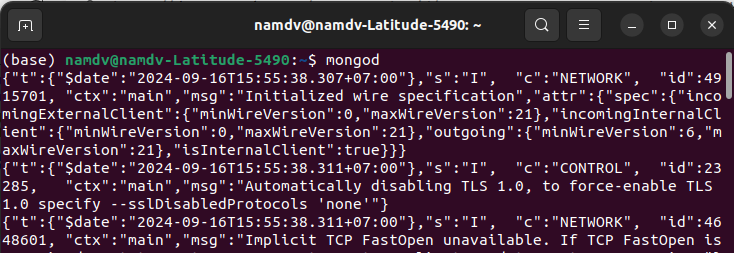 namdv@namdv-Latitude-5490: ~
(base) namdv@namdv-Latitude-5490:~$ mongod
{"t":{"$date":"2024-09-16T15:55:38.307+07:00"},"s":"I",  "c":"NETWORK",  "id":49
15701, "ctx":"main","msg":"Initialized wire specification","attr":{"spec":{"inco
mingExternalClient":{"minWireVersion":0,"maxWireVersion":21},"incomingInternalCl
ient":{"minWireVersion":0,"maxWireVersion":21},"outgoing":{"minWireVersion":6,"m
axWireVersion":21},"isInternalClient":true}}}
{"t":{"$date":"2024-09-16T15:55:38.311+07:00"},"s":"I",  "c":"CONTROL",  "id":23
285,   "ctx":"main","msg":"Automatically disabling TLS 1.0, to force-enable TLS
1.0 specify --sslDisabledProtocols 'none'"}
{"t":{"$date":"2024-09-16T15:55:38.311+07:00"},"s":"I",  "c":"NETWORK",  "id":46
48601, "ctx":"main","msg":"Implicit TCP FastOpen unavailable. If TCP FastOpen is